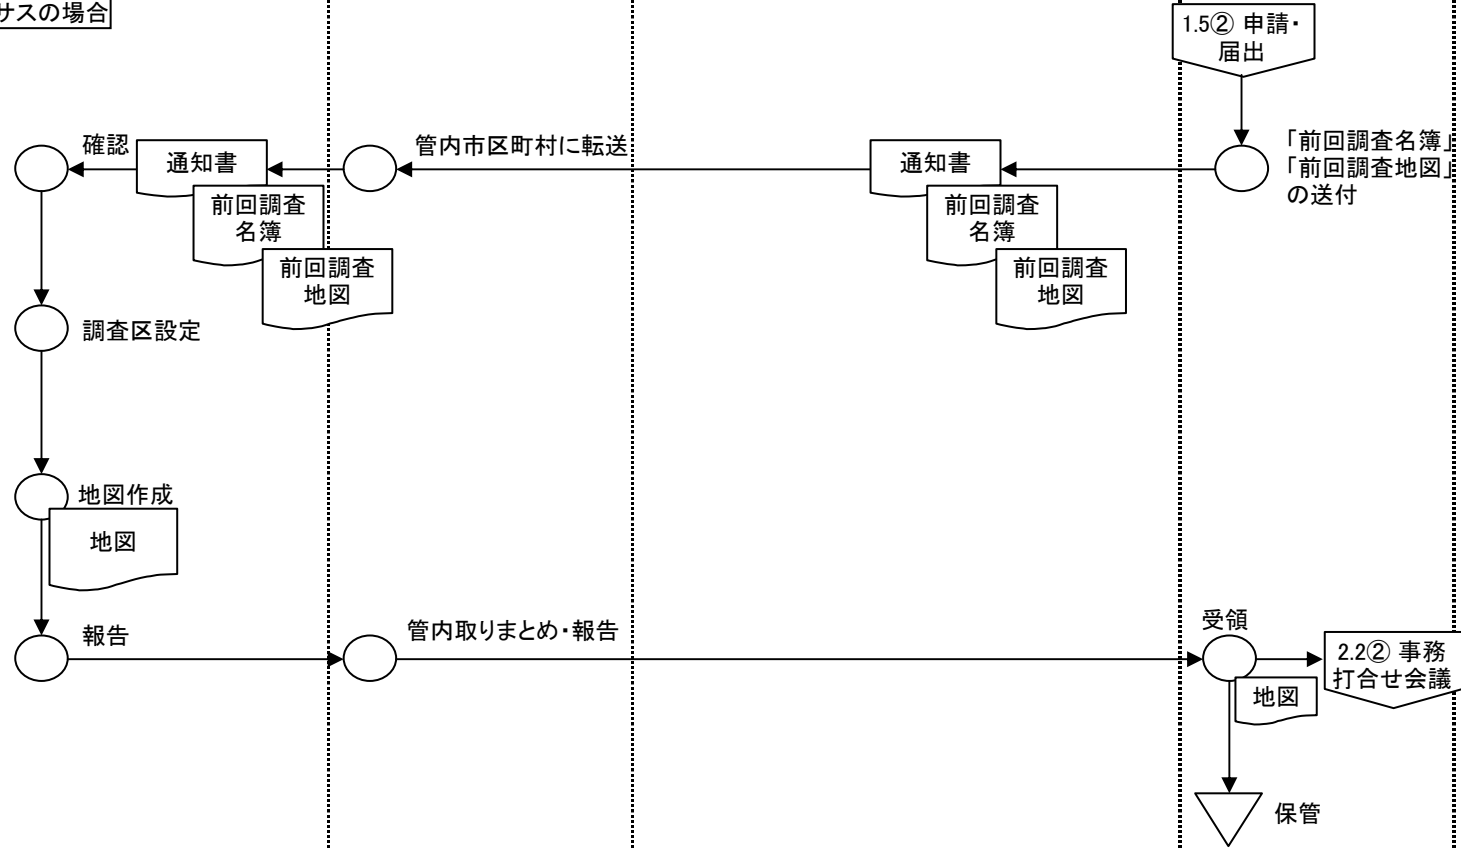 サスの場合
1.5② 申請・
届出
確認
通知書
前回調査
名簿
前回調査
地図
管内市区町村に転送
通知書
前回調査
名簿
前回調査
地図
「前回調査名簿」
「前回調査地図」
の送付
調査区設定
地図作成
地図
報告
管内取りまとめ・報告
受領
地図
2.2② 事務
打合せ会議
保管